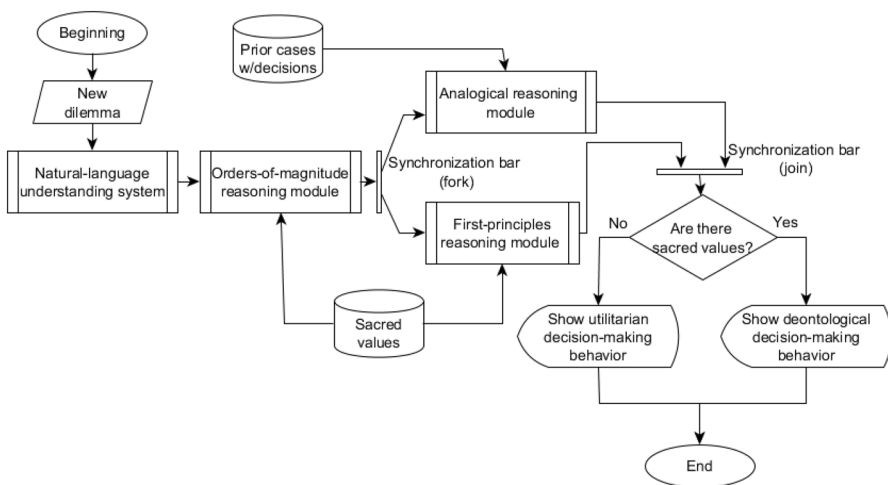 Beginning
New
dilemma
Natural-language
understanding system
Orders-of-magnitude
reasoning module
Prior cases
w/decisions
Synchronization bar
(fork)
Analogical reasoning
module
First-principles
reasoning module
Sacred
values
Synchronization bar
(join)
Are there
sacred values?
No
Yes
Show utilitarian
decision-making
behavior
Show deontological
decision-making
behavior
End